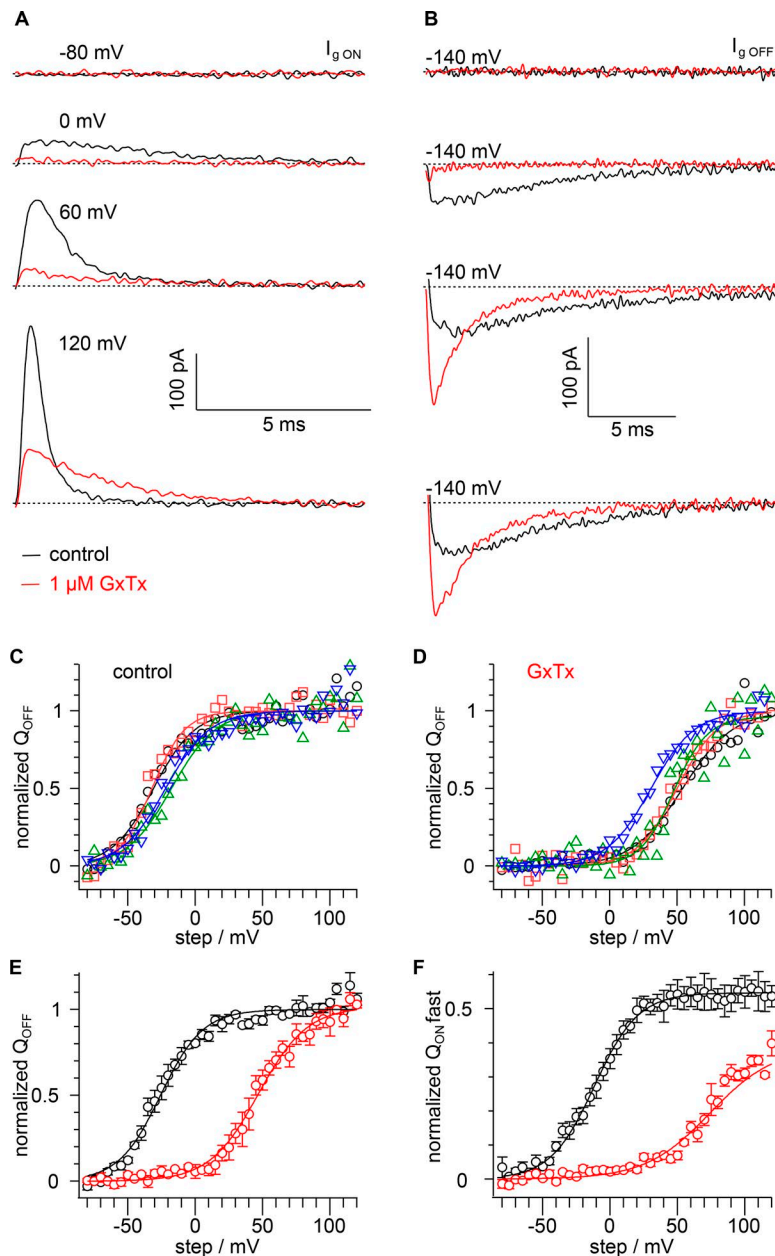 A
-80 mV
I g ON
0 mV
60 mV
120 mV
100 pA
5 ms
control
1 µM GxTx
B
-140 mV
I g OFF
-140 mV
-140 mV
100 pA
5 ms
-140 mV
C
control
normalized QOFF
1
0.5
0
-50 0 50 100
step / mV
D
GxTx
normalized QOFF
1
0.5
0
-50 0 50 100
step / mV
E
normalized QOFF
1
0.5
0
-50 0 50 100
step / mV
F
normalized QON fast
0.5
0
-50 0 50 100
step / mV